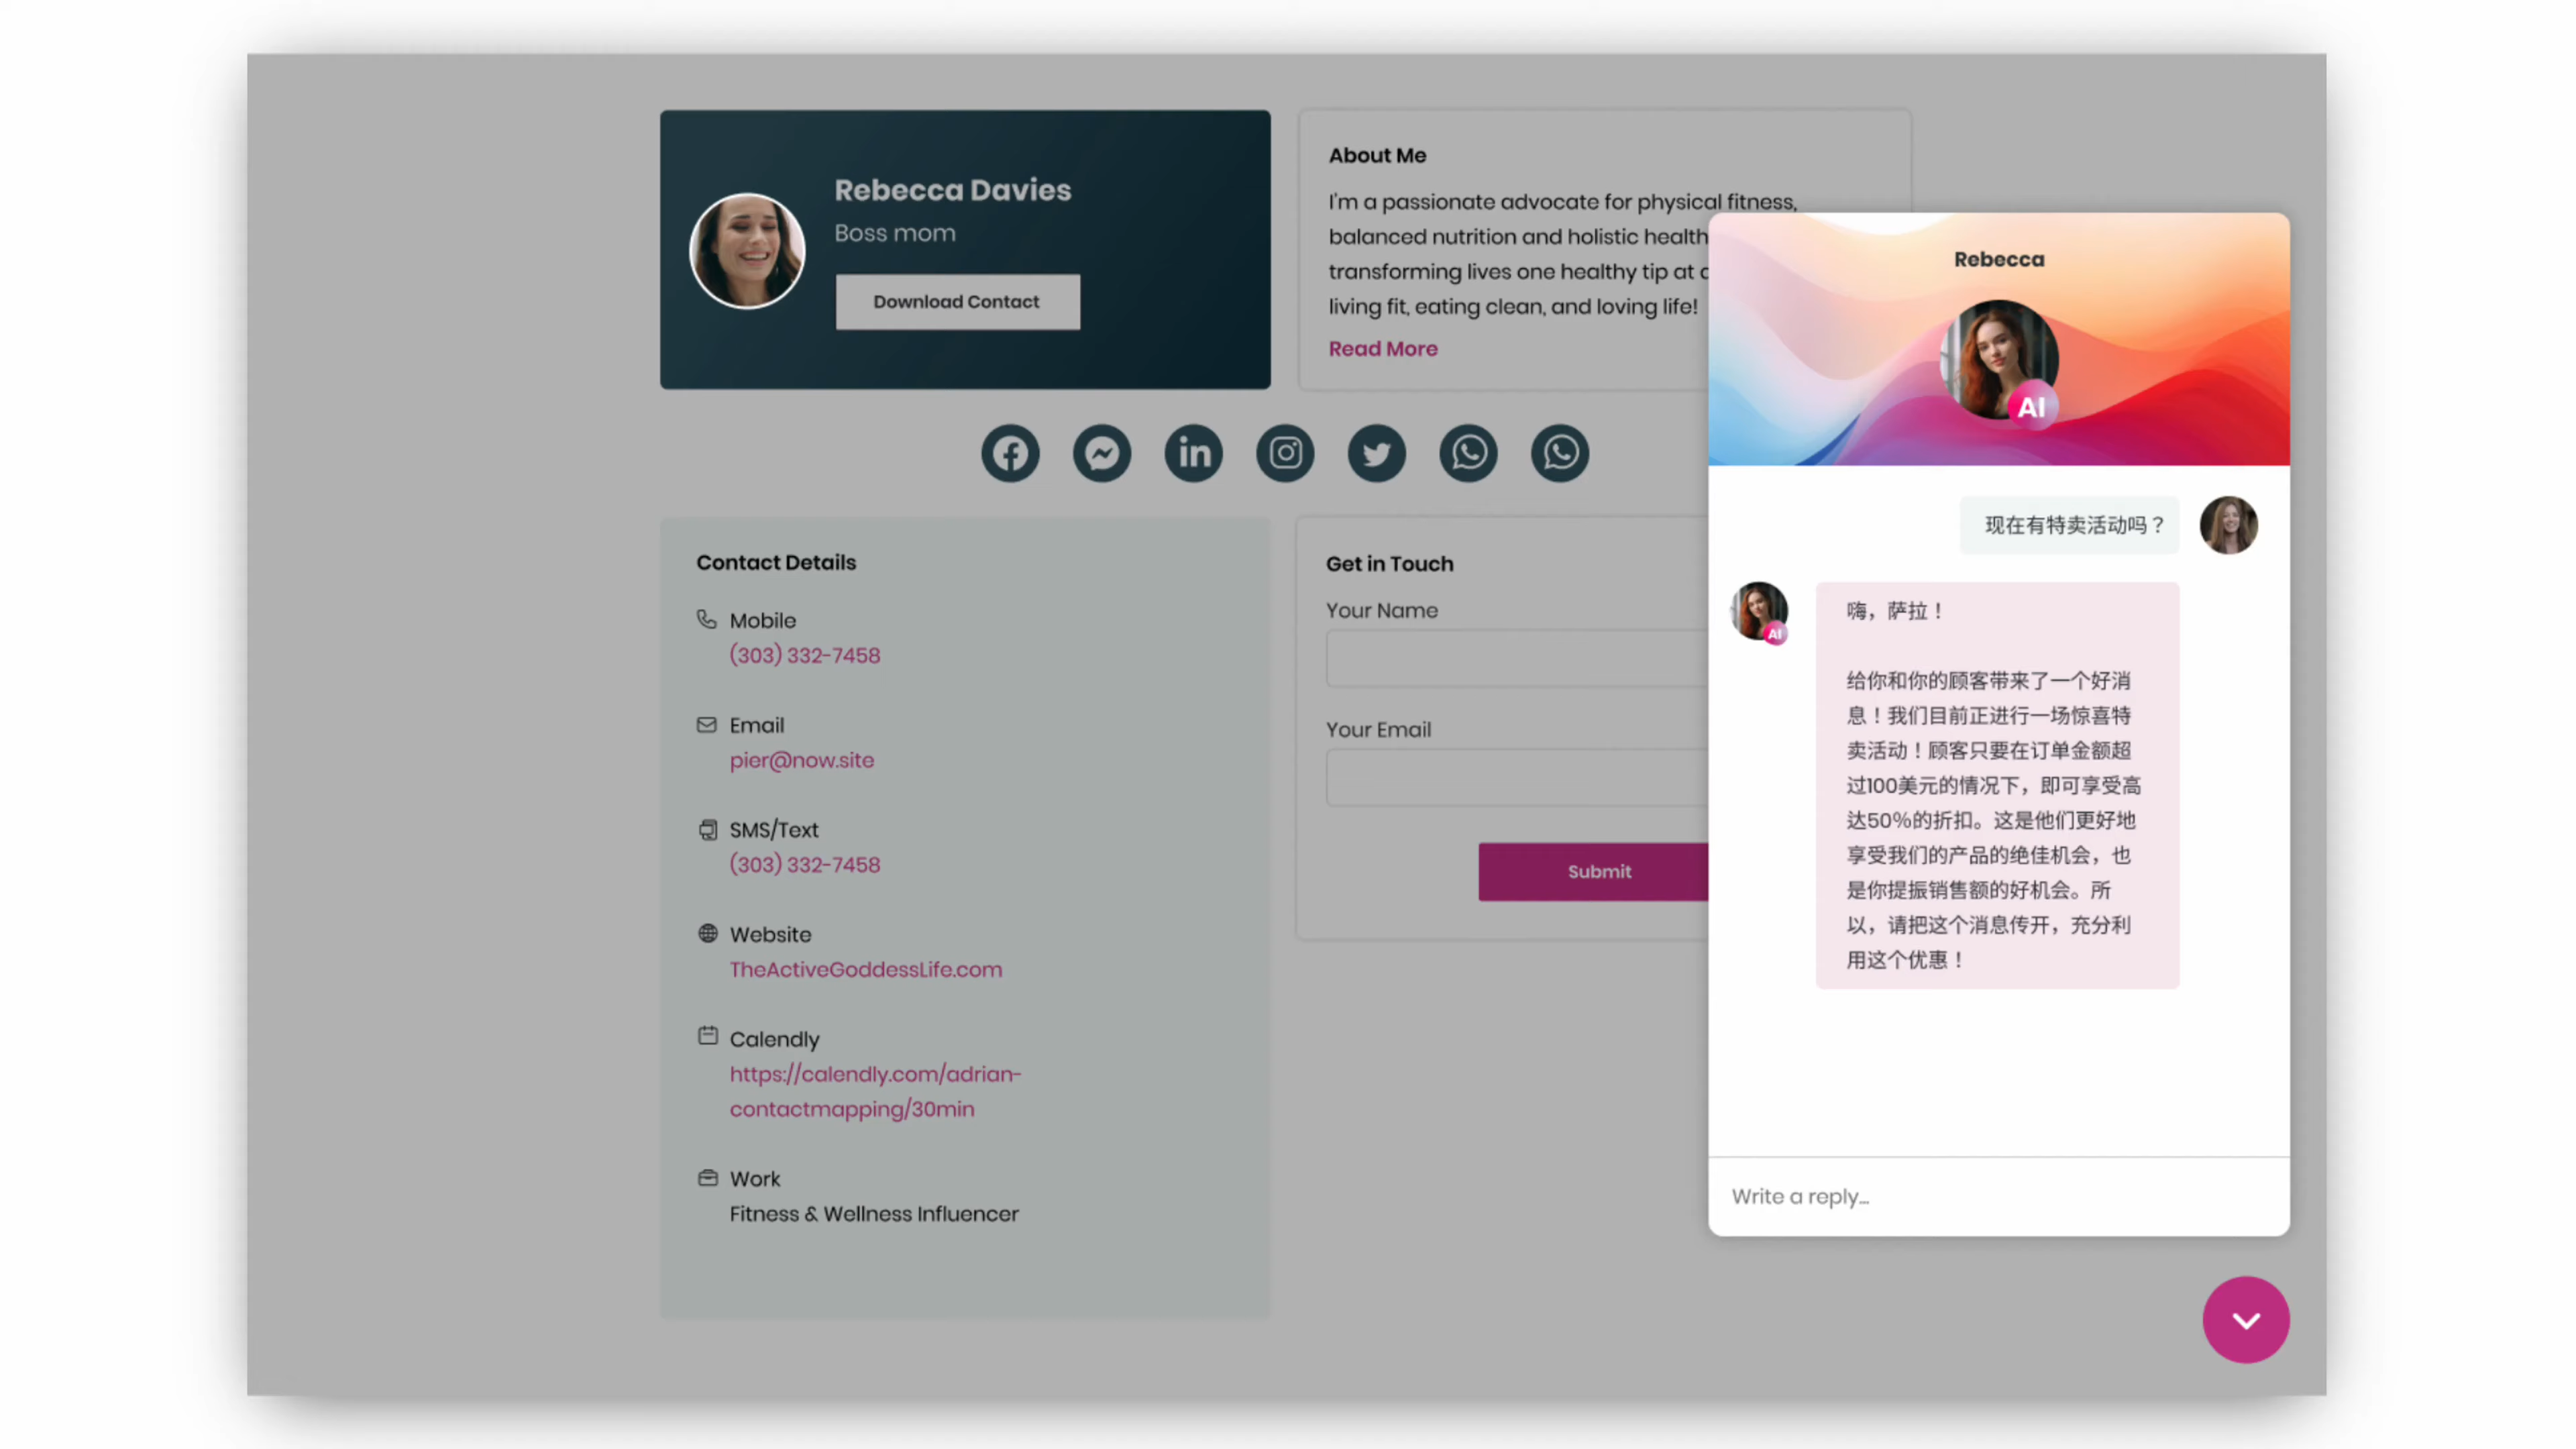 Rebecca Davies
Boss mom
Download Contact
About Me
I'm a passionate advocate for physical fitness,
balanced nutrition and holistic health
transforming lives one healthy tip at
living fit, eating clean, and loving life!
Read More
Contact Details
Mobile
(303) 332-7458
Email
pier@now.site
SMS/Text
(303) 332-7458
Website
TheActiveGoddessLife.com
Calendly
https://calendly.com/adrian-
contactmapping/30min
Work
Fitness & Wellness Influencer
Get in Touch
Your Name
Your Email
Submit
Rebecca
AI
现在有特卖活动吗？
AI
嗨，萨拉！
给你和你的顾客带来了一个好消
息！我们目前正进行一场惊喜特
卖活动！顾客只要在订单金额超
过100美元的情况下，即可享受高
达50%的折扣。这是他们更好地
享受我们的产品的绝佳机会，也
是你提振销售额的好机会。所
以，请把这个消息传开，充分利
用这个优惠！
Write a reply...